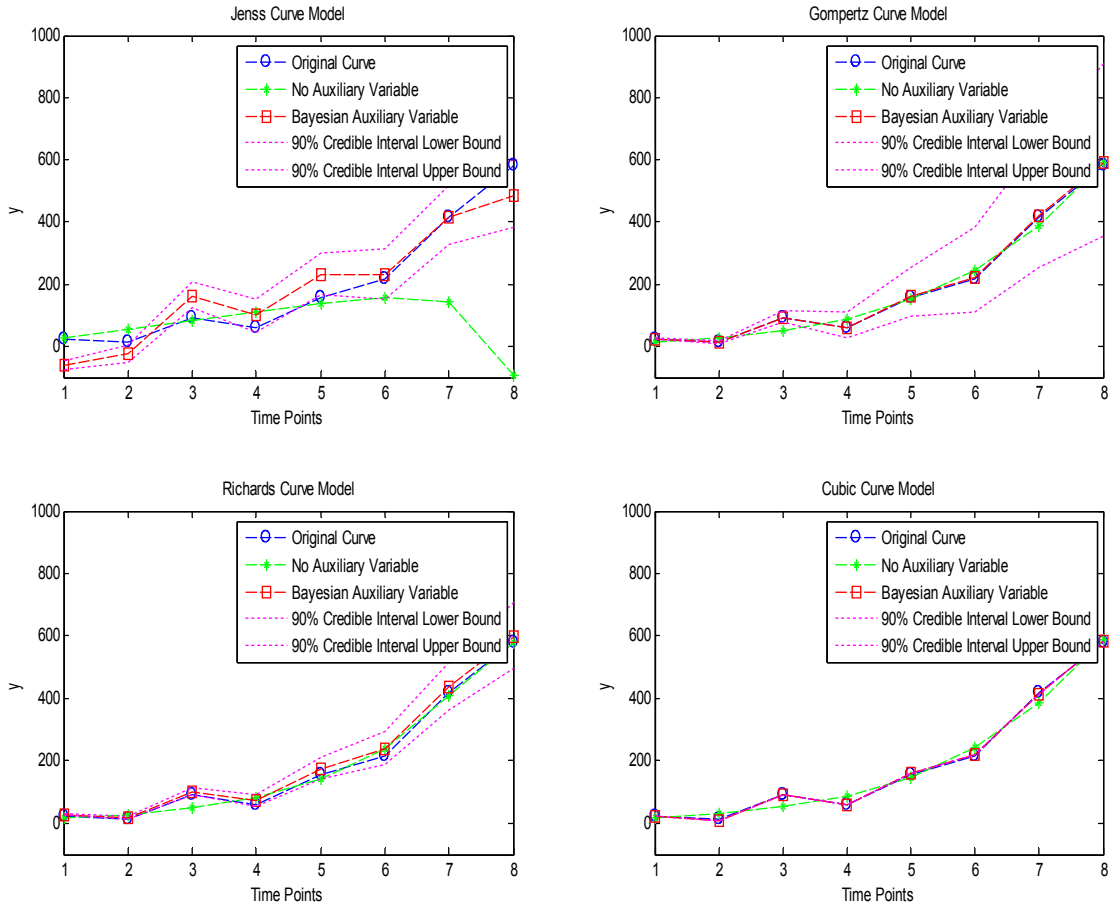 Jenss Curve Model
1000
800
600
400
200
0
y
Original Curve
No Auxiliary Variable
Bayesian Auxiliary Variable
90% Credible Interval Lower Bound
90% Credible Interval Upper Bound
1 2 3 4 5 6 7 8
Time Points
Gompertz Curve Model
1000
800
600
400
200
0
y
Original Curve
No Auxiliary Variable
Bayesian Auxiliary Variable
90% Credible Interval Lower Bound
90% Credible Interval Upper Bound
1 2 3 4 5 6 7 8
Time Points
Richards Curve Model
1000
800
600
400
200
0
y
Original Curve
No Auxiliary Variable
Bayesian Auxiliary Variable
90% Credible Interval Lower Bound
90% Credible Interval Upper Bound
1 2 3 4 5 6 7 8
Time Points
Cubic Curve Model
1000
800
600
400
200
0
y
Original Curve
No Auxiliary Variable
Bayesian Auxiliary Variable
90% Credible Interval Lower Bound
90% Credible Interval Upper Bound
1 2 3 4 5 6 7 8
Time Points